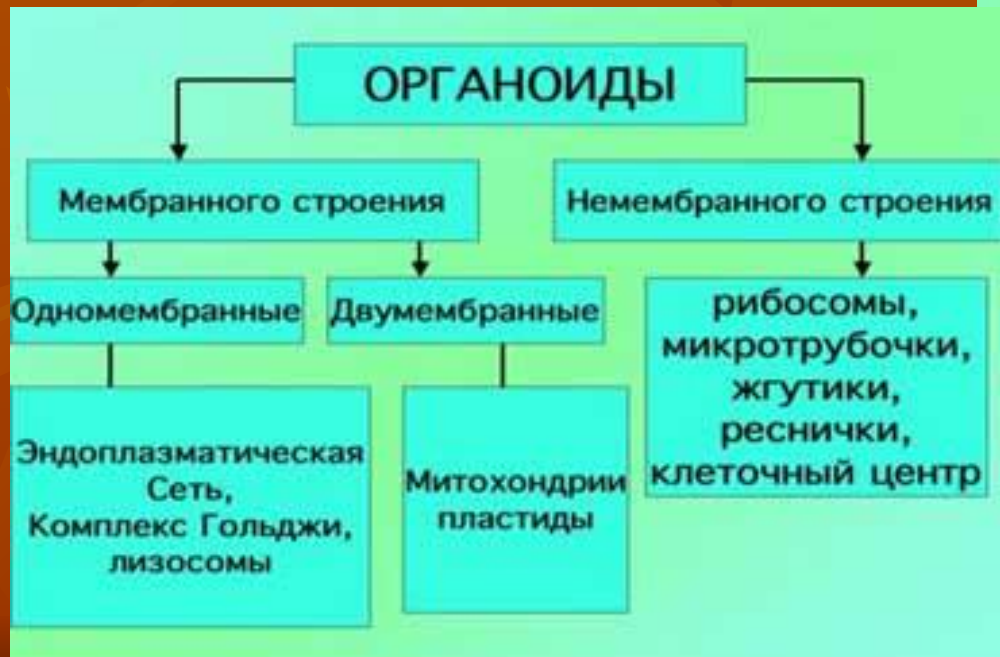 ОРГАНОИДЫ
Мембранного строения
Немембранного строения
Одномембранные
Двумембранные
рибосомы,
микротрубочки,
жгутики,
реснички,
клеточный центр
Эндоплазматическая
Сеть,
Комплекс Гольджи,
лизосомы
Митохондрии
пластиды